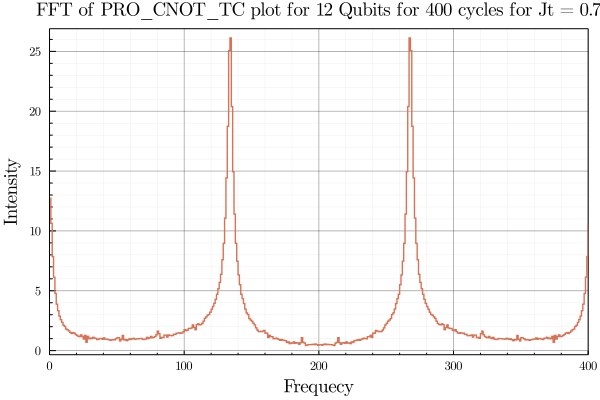 FFT of PRO_CNOT_TC plot for 12 Qubits for 400 cycles for Jt = 0.7
Intensity
25
20
15
10
5
0
0 100 200 300 400
Frequecy